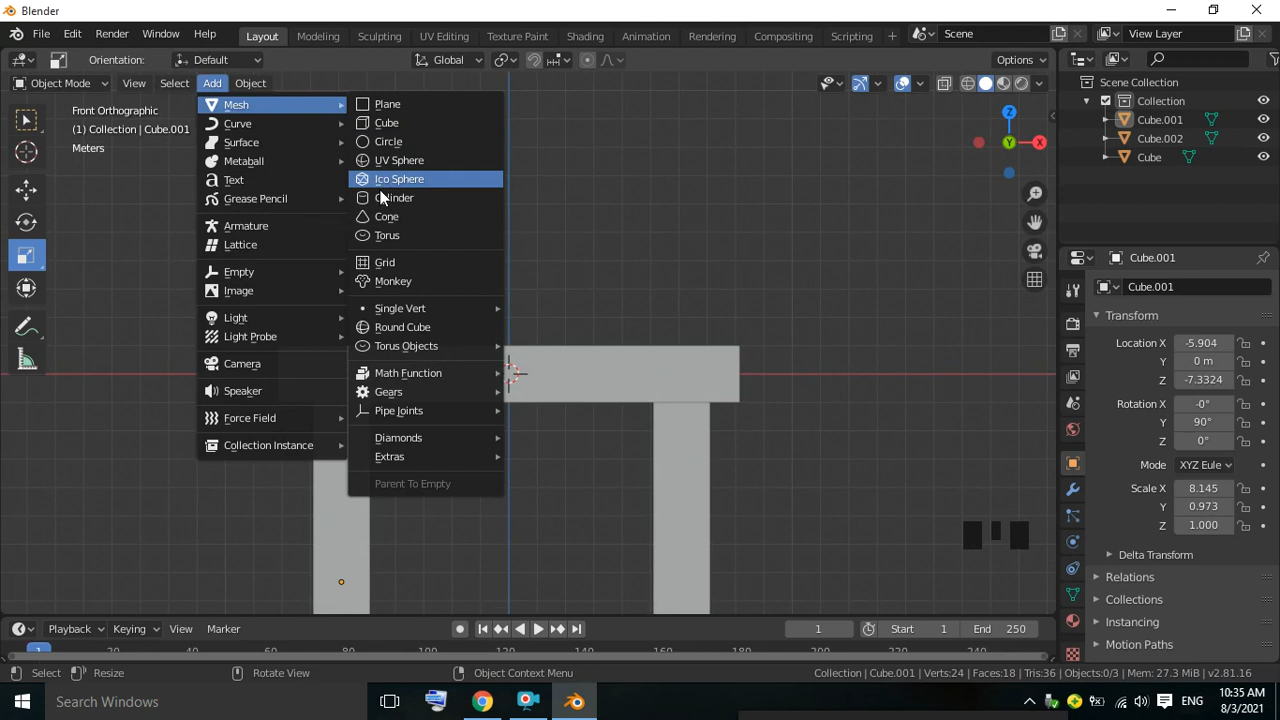 Blender
File Edit Render Window Help Layout Modeling Sculpting UV Editing Texture Paint Shading Animation Rendering Compositing Scripting + Scene View Layer
Orientation: Default Global Options
Object Mode View Select Add Object
Front Orthographic
(1) Collection | Cube.001
Meters
Mesh
Curve
Surface
Metaball
Text
Grease Pencil
Armature
Lattice
Empty
Image
Light
Light Probe
Camera
Speaker
Force Field
Collection Instance
Plane
Cube
Circle
UV Sphere
Ico Sphere
Cylinder
Cone
Torus
Grid
Monkey
Single Vert
Round Cube
Torus Objects
Math Function
Gears
Pipe Joints
Diamonds
Extras
Parent To Empty
Z
Y
X
Scene Collection
Collection
Cube.001
Cube.002
Cube
Cube.001
Cube.001
Transform
Location X -5.904
Y 0 m
Z -7.3324
Rotation X -0°
Y 90°
Z 0°
Mode XYZ Eule
Scale X 8.145
Y 0.973
Z 1.000
Delta Transform
Relations
Collections
Instancing
Motion Paths
Playback Keying View Marker 1 Start 1 End 250
1 20 40 60 80 100 120 140 160 180 200 220 240
Select Resize Rotate View Object Context Menu Collection | Cube.001 | Verts:24 | Faces:18 | Tris:36 | Objects:0/3 | Mem: 27.3 MiB | v2.81.16
Search Windows ENG 10:35 AM
8/3/2021